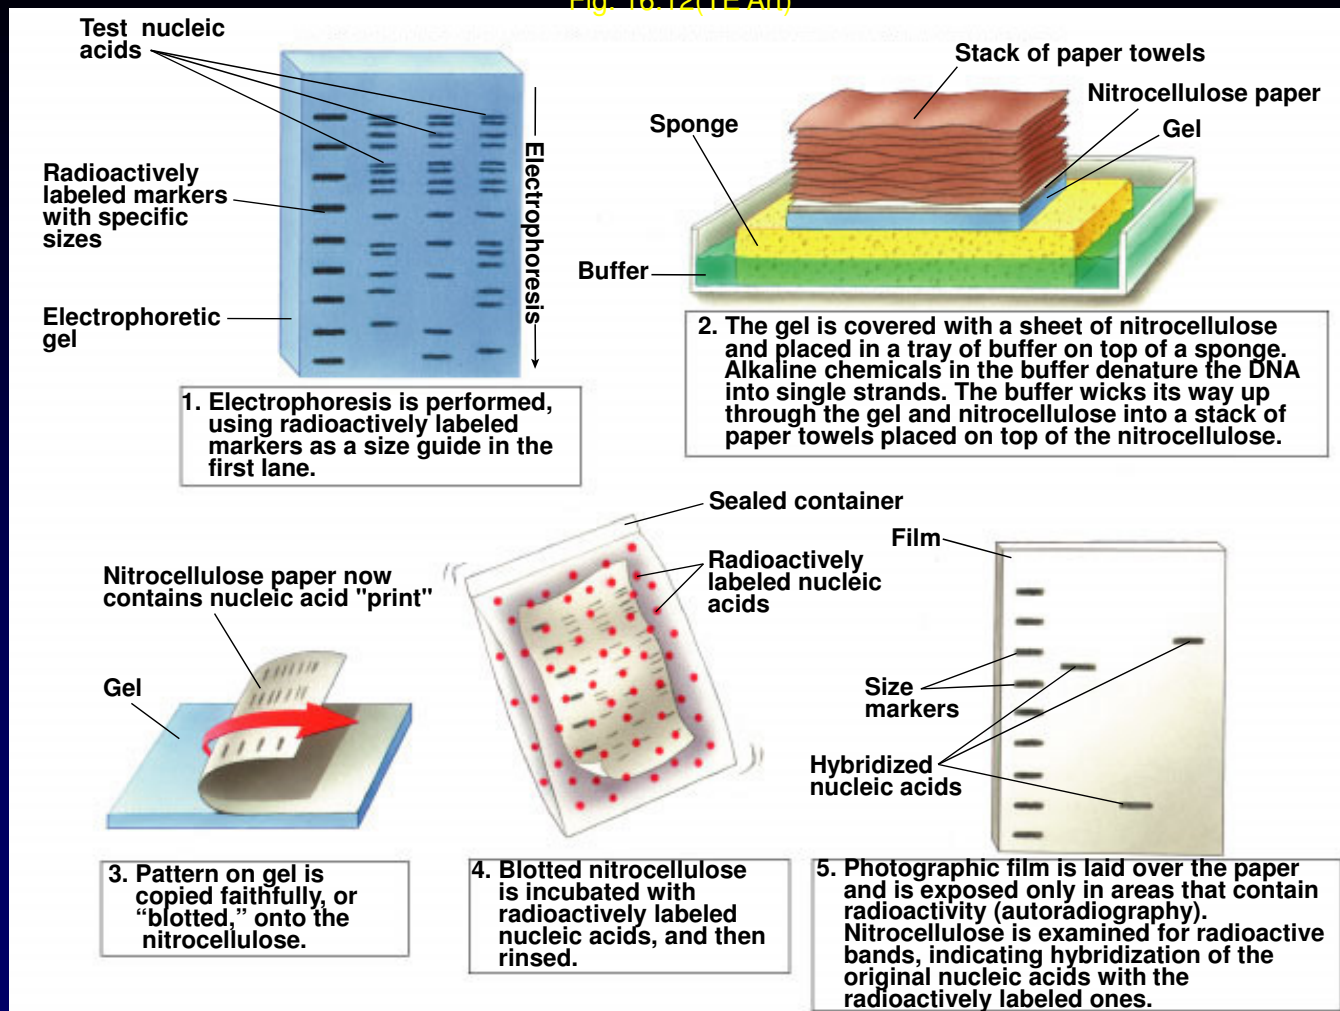 Fig. 16.12(TE Art)
Test nucleic
acids
Radioactively
labeled markers
with specific
sizes
Electrophoretic
gel
Electrophoresis
1. Electrophoresis is performed,
using radioactively labeled
markers as a size guide in the
first lane.
Stack of paper towels
Nitrocellulose paper
Gel
Sponge
Buffer
2. The gel is covered with a sheet of nitrocellulose
and placed in a tray of buffer on top of a sponge.
Alkaline chemicals in the buffer denature the DNA
into single strands. The buffer wicks its way up
through the gel and nitrocellulose into a stack of
paper towels placed on top of the nitrocellulose.
Nitrocellulose paper now
contains nucleic acid "print"
Gel
3. Pattern on gel is
copied faithfully, or
“blotted,” onto the
nitrocellulose.
Sealed container
Radioactively
labeled nucleic
acids
4. Blotted nitrocellulose
is incubated with
radioactively labeled
nucleic acids, and then
rinsed.
Film
Size
markers
Hybridized
nucleic acids
5. Photographic film is laid over the paper
and is exposed only in areas that contain
radioactivity (autoradiography).
Nitrocellulose is examined for radioactive
bands, indicating hybridization of the
original nucleic acids with the
radioactively labeled ones.